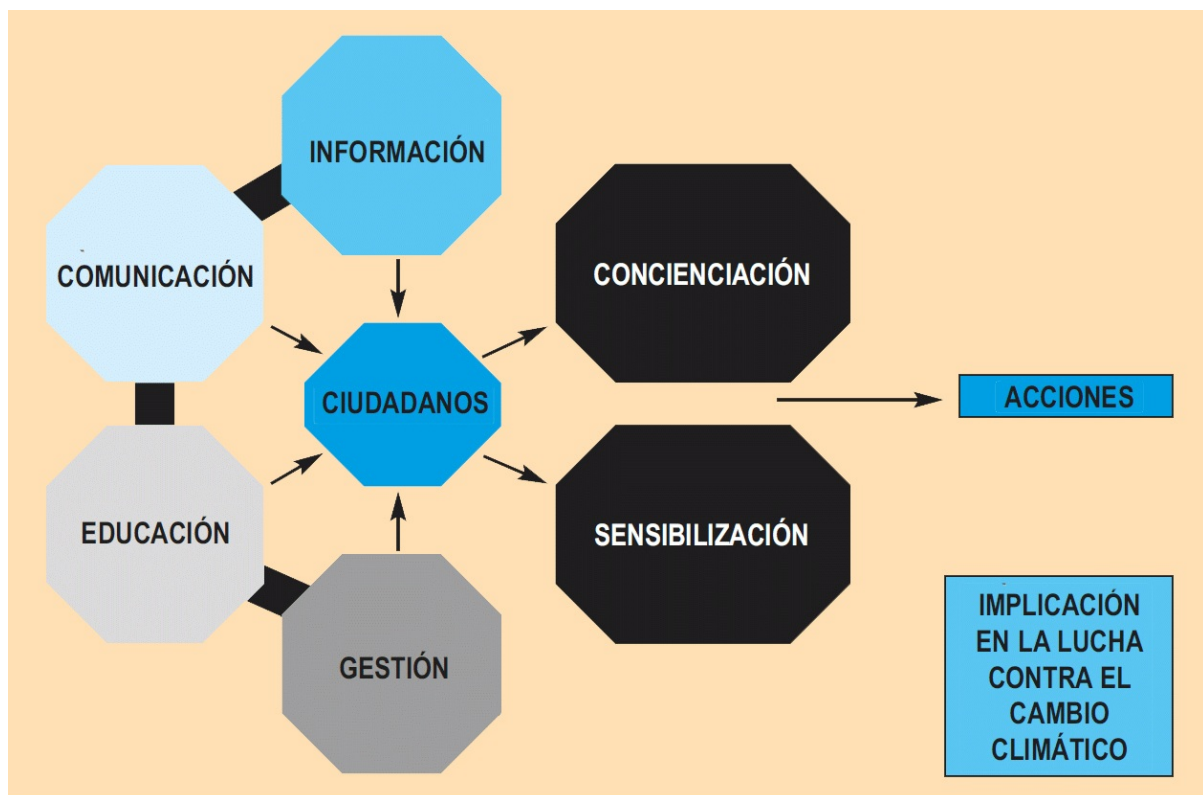 INFORMACIÓN
COMUNICACIÓN
CONCIENCIACIÓN
CIUDADANOS
ACCIONES
EDUCACIÓN
SENSIBILIZACIÓN
GESTIÓN
IMPLICACIÓN
EN LA LUCHA
CONTRA EL
CAMBIO
CLIMÁTICO